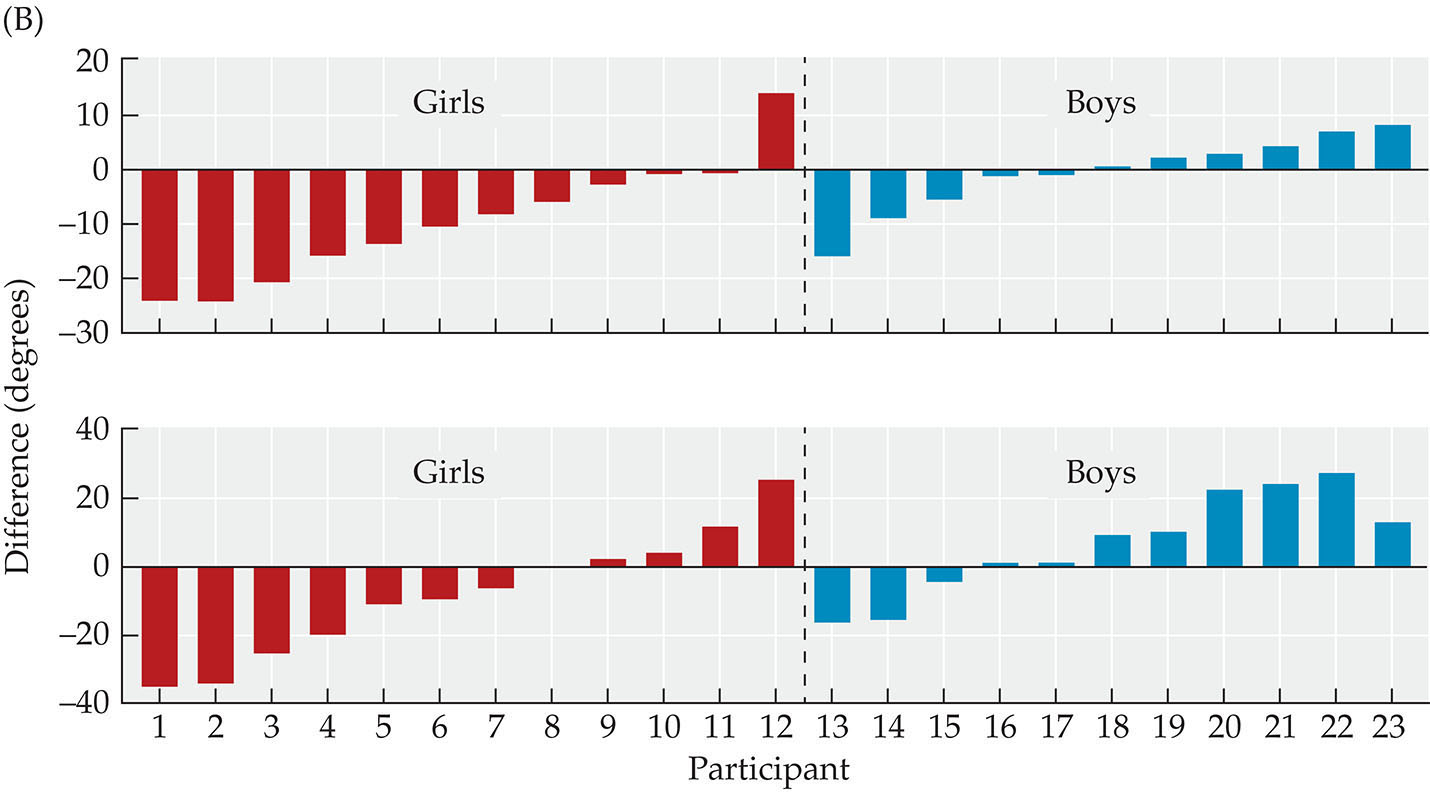 (B)
20
10
0
–10
–20
–30
Girls
Boys
Difference (degrees)
40
20
0
–20
–40
Girls
Boys
1 2 3 4 5 6 7 8 9 10 11 12 13 14 15 16 17 18 19 20 21 22 23
Participant